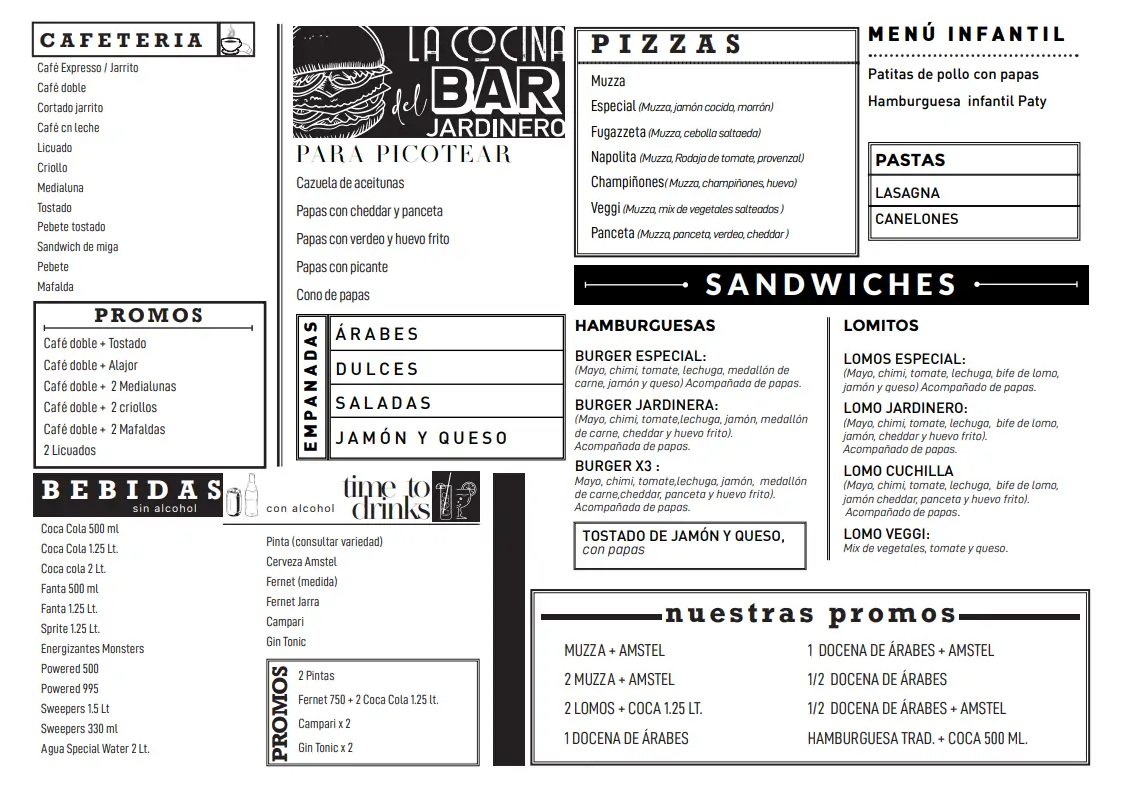 CAFETERIA
Café Expresso / Jarrito
Café doble
Cortado jarrito
Café cn leche
Licuado
Criollo
Medialuna
Tostado
Pebete tostado
Sandwich de miga
Pebete
Mafalda
PROMOS
Café doble + Tostado
Café doble + Alajor
Café doble + 2 Medialunas
Café doble + 2 criollos
Café doble + 2 Mafaldas
2 Licuados
BEBIDAS
sin alcohol
Coca Cola 500 ml
Coca Cola 1.25 Lt.
Coca cola 2 Lt.
Fanta 500 ml
Fanta 1.25 Lt.
Sprite 1.25 Lt.
Energizantes Monsters
Powered 500
Powered 995
Sweepers 1.5 Lt
Sweepers 330 ml
Agua Special Water 2 Lt.
con alcohol
time to
drinks
Pinta (consultar variedad)
Cerveza Amstel
Fernet (medida)
Fernet Jarra
Campari
Gin Tonic
PROMOS
2 Pintas
Fernet 750 + 2 Coca Cola 1.25 lt.
Campari x 2
Gin Tonic x 2
LA COCINA
del BAR
JARDINERO
PARA PICOTEAR
Cazuela de aceitunas
Papas con cheddar y panceta
Papas con verdeo y huevo frito
Papas con picante
Cono de papas
EMPANADAS
ÁRABES
DULCES
SALADAS
JAMÓN Y QUESO
PIZZAS
Muzza
Especial (Muzza, jamón cocido, morrón)
Fugazzeta (Muzza, cebolla saltaeda)
Napolita (Muzza, Rodaja de tomate, provenzal)
Champiñones( Muzza, champiñones, huevo)
Veggi (Muzza, mix de vegetales salteados )
Panceta (Muzza, panceta, verdeo, cheddar )
MENÚ INFANTIL
Patitas de pollo con papas
Hamburguesa infantil Paty
PASTAS
LASAGNA
CANELONES
SANDWICHES
HAMBURGUESAS
BURGER ESPECIAL:
(Mayo, chimi, tomate, lechuga, medallón de
carne, jamón y queso) Acompañada de papas.
BURGER JARDINERA:
(Mayo, chimi, tomate,lechuga, jamón, medallón
de carne, cheddar y huevo frito).
Acompañada de papas.
BURGER X3 :
Mayo, chimi, tomate,lechuga, jamón, medallón
de carne,cheddar, panceta y huevo frito).
Acompañada de papas.
TOSTADO DE JAMÓN Y QUESO,
con papas
LOMITOS
LOMOS ESPECIAL:
(Mayo, chimi, tomate, lechuga, bife de lomo,
jamón y queso) Acompañada de papas.
LOMO JARDINERO:
(Mayo, chimi, tomate, lechuga, bife de lomo,
jamón, cheddar y huevo frito).
Acompañada de papas.
LOMO CUCHILLA
(Mayo, chimi, tomate, lechuga, bife de lomo,
jamón cheddar, panceta y huevo frito).
Acompañada de papas.
LOMO VEGGI:
Mix de vegetales, tomate y queso.
nuestras promos
MUZZA + AMSTEL
2 MUZZA + AMSTEL
2 LOMOS + COCA 1.25 LT.
1 DOCENA DE ÁRABES
1 DOCENA DE ÁRABES + AMSTEL
1/2 DOCENA DE ÁRABES
1/2 DOCENA DE ÁRABES + AMSTEL
HAMBURGUESA TRAD. + COCA 500 ML.